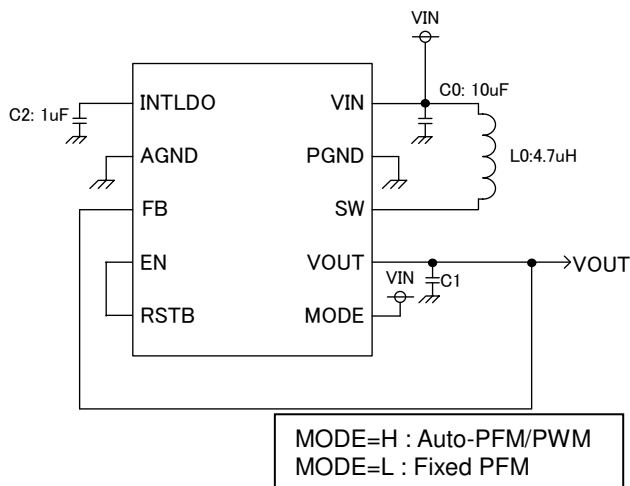 VIN
C2: 1uF
INTLDO
VIN
C0: 10uF
AGND
PGND
L0:4.7uH
FB
SW
EN
VOUT
VOUT
VIN
C1
RSTB
MODE
MODE=H : Auto-PFM/PWM
MODE=L : Fixed PFM